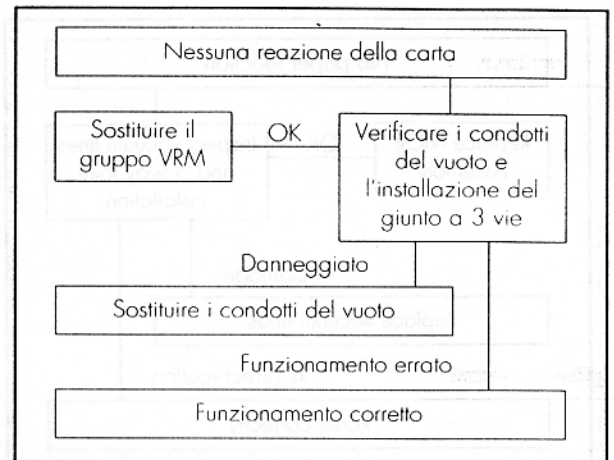 Nessuna reazione della carta
Sostituire il
gruppo VRM
OK
Verificare i condotti
del vuoto e
l'installazione del
giunto a 3 vie
Danneggiato
Sostituire i condotti del vuoto
Funzionamento errato
Funzionamento corretto